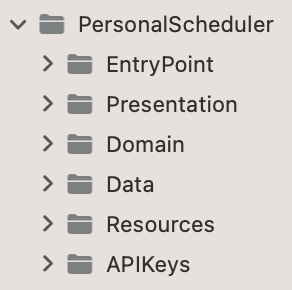 PersonalScheduler
EntryPoint
Presentation
Domain
Data
Resources
APIKeys